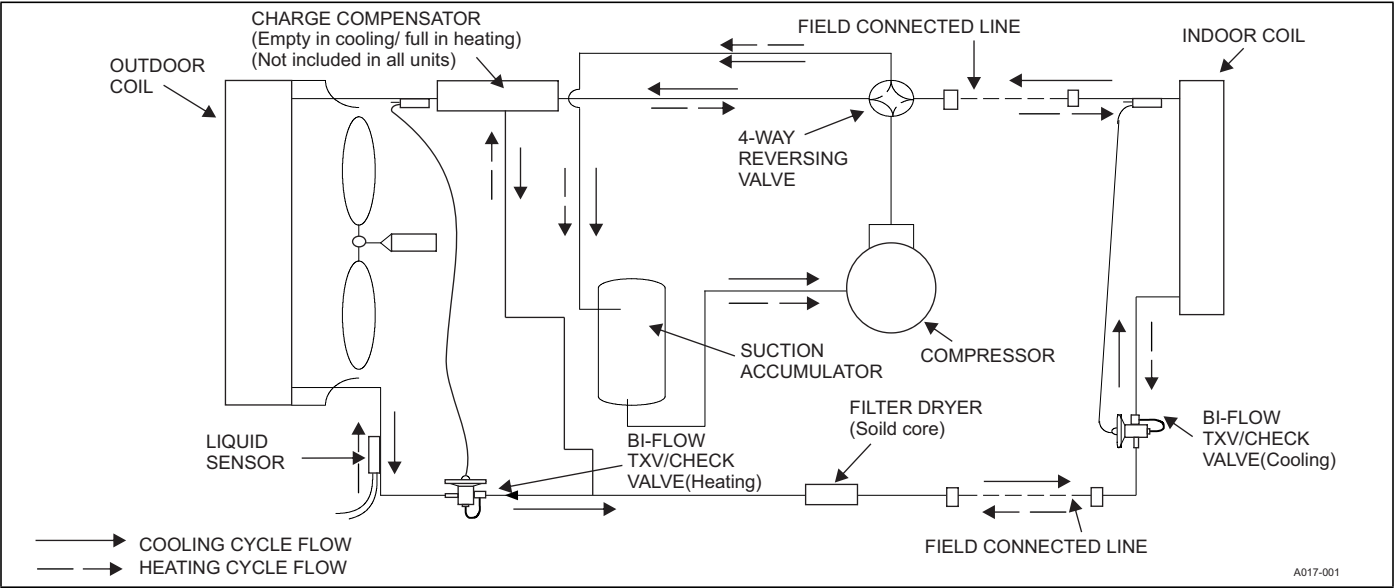 CHARGE COMPENSATOR
(Empty in cooling/ full in heating)
(Not included in all units)
FIELD CONNECTED LINE
INDOOR COIL
OUTDOOR
COIL
4-WAY
REVERSING
VALVE
SUCTION
ACCUMULATOR
COMPRESSOR
FILTER DRYER
(Soild core)
BI-FLOW
TXV/CHECK
VALVE(Cooling)
LIQUID
SENSOR
BI-FLOW
TXV/CHECK
VALVE(Heating)
FIELD CONNECTED LINE
COOLING CYCLE FLOW
HEATING CYCLE FLOW
A017-001